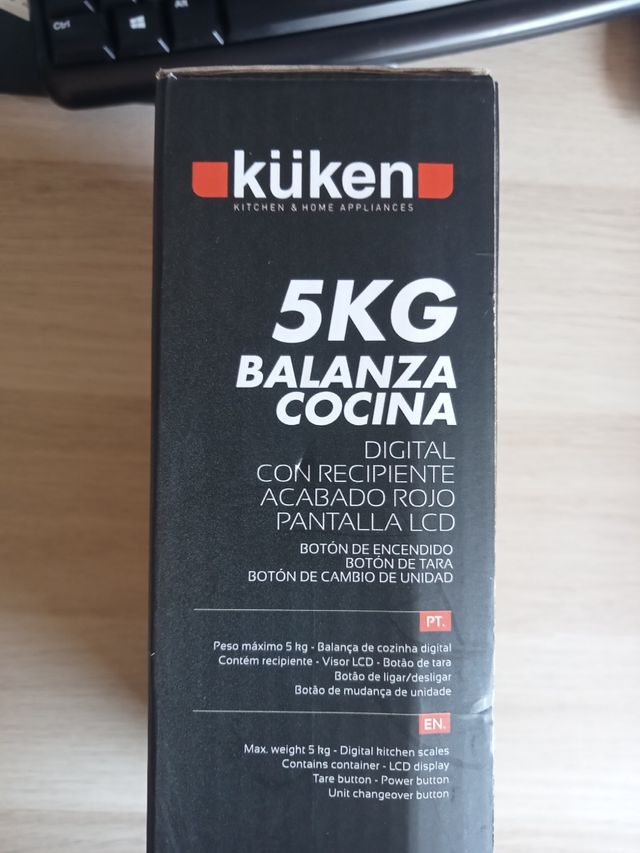 Ctrl
Alt
küken
KITCHEN & HOME APPLIANCES
5KG
BALANZA
COCINA
DIGITAL
CON RECIPIENTE
ACABADO ROJO
PANTALLA LCD
BOTÓN DE ENCENDIDO
BOTÓN DE TARA
BOTÓN DE CAMBIO DE UNIDAD
PT.
Peso máximo 5 kg - Balança de cozinha digital
Contém recipiente - Visor LCD - Botão de tara
Botão de ligar/desligar
Botão de mudança de unidade
EN.
Max. weight 5 kg - Digital kitchen scales
Contains container - LCD display
Tare button - Power button
Unit changeover button